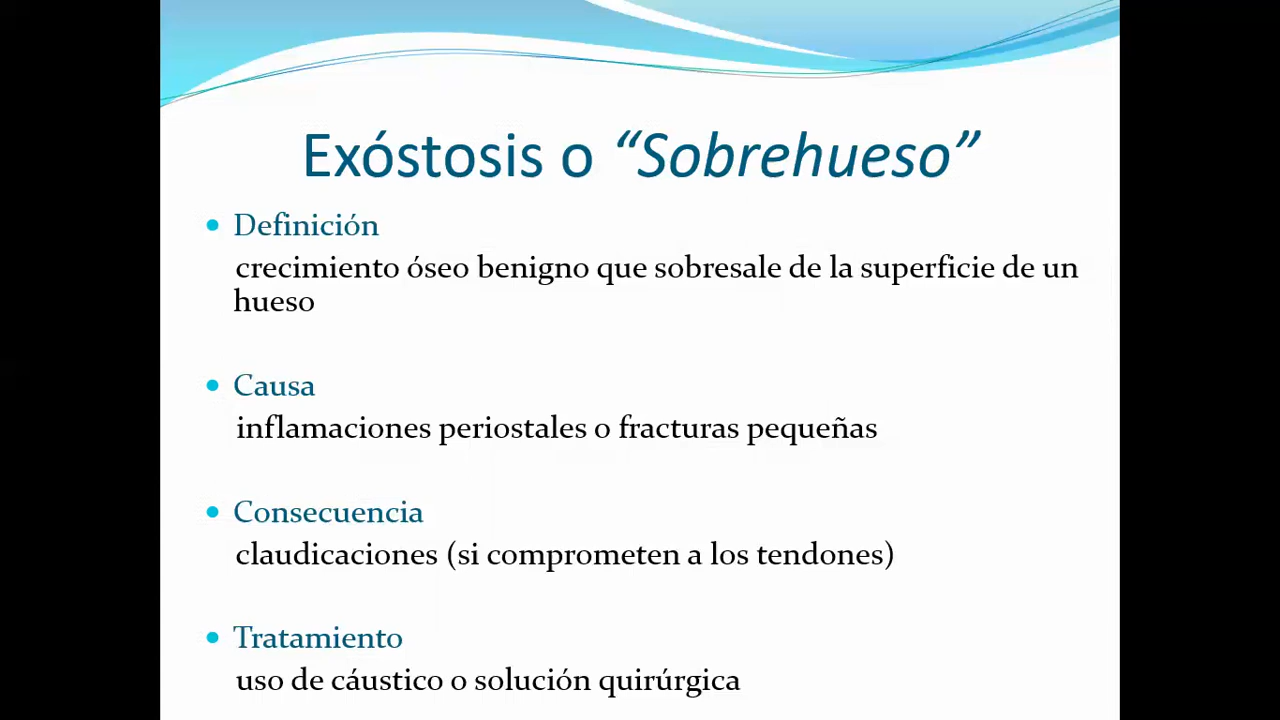 Exóstosis o “Sobrehueso”
• Definición
crecimiento óseo benigno que sobresale de la superficie de un
hueso
• Causa
inflamaciones periostales o fracturas pequeñas
• Consecuencia
claudicaciones (si comprometen a los tendones)
• Tratamiento
uso de cáustico o solución quirúrgica